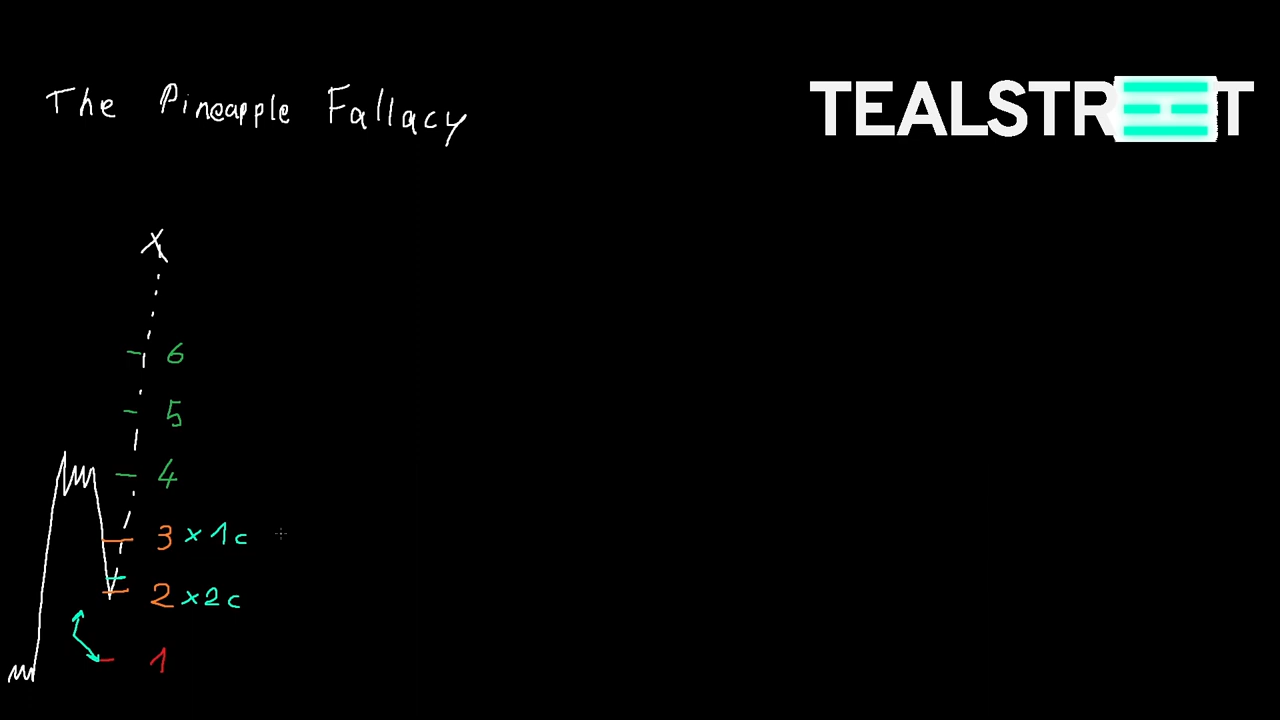 The Pineapple Fallacy
TEALSTREET
X
6
5
4
3 x 1c
2 x 2c
1